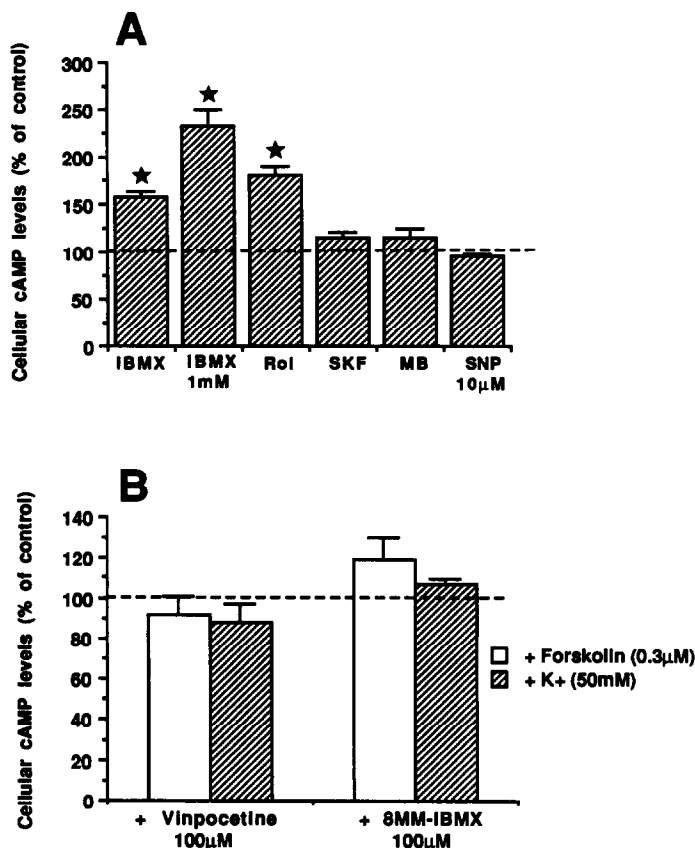 A
Cellular cAMP levels (% of control)
300
250
200
150
100
50
0
IBMX
IBMX
1mM
Rol
SKF
MB
SNP
10μM
B
Cellular cAMP levels (% of control)
140
120
100
80
60
40
20
0
+ Vinpocetine
100μM
+ 8MM-IBMX
100μM
+ Forskolin (0.3μM)
+ K+ (50mM)